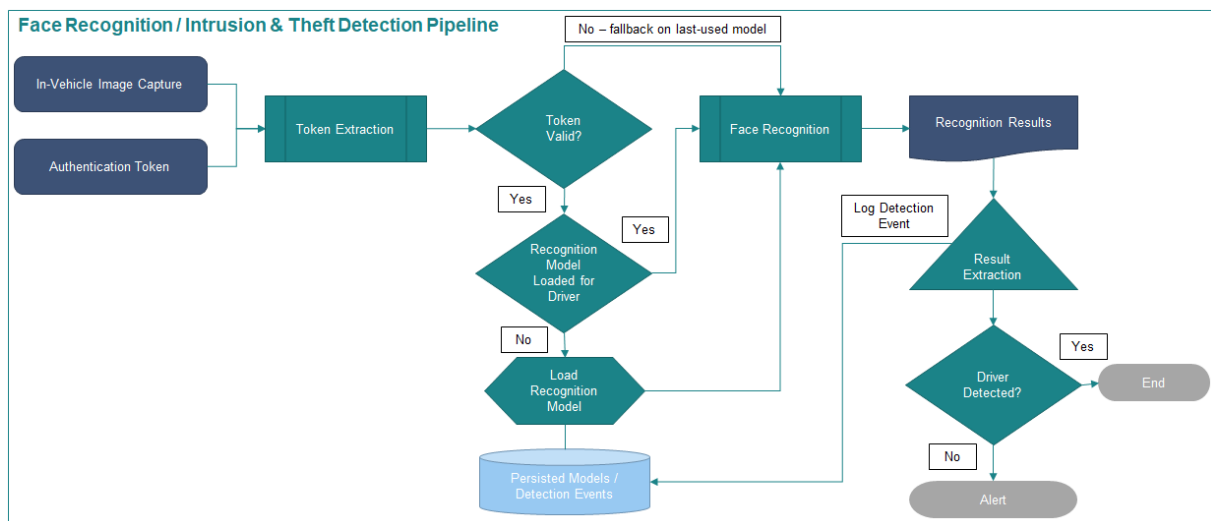 Face Recognition / Intrusion & Theft Detection Pipeline
No – fallback on last-used model
In-Vehicle Image Capture
Authentication Token
Token Extraction
Token
Valid?
Face Recognition
Recognition Results
Yes
Yes
Recognition
Model
Loaded for
Driver
Log Detection
Event
Result
Extraction
No
Load
Recognition
Model
Driver
Detected?
Yes
End
No
Alert
Persisted Models /
Detection Events